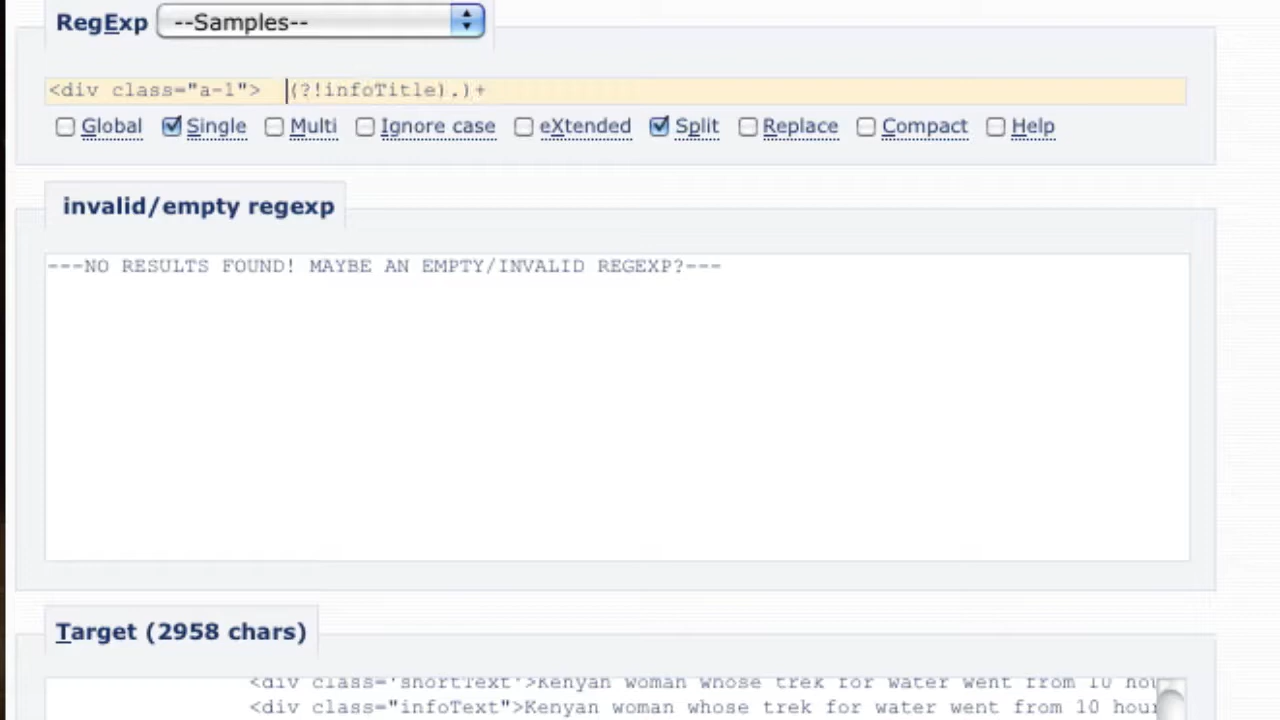 RegExp --Samples--
<div class="a-1">  (?!infoTitle).)+
Global Single Multi Ignore case eXtended Split Replace Compact Help
invalid/empty regexp
---NO RESULTS FOUND! MAYBE AN EMPTY/INVALID REGEXP?---
Target (2958 chars)
<div class='shortText'>Kenyan woman whose trek for water went from 10 hou
<div class="infoText">Kenyan woman whose trek for water went from 10 hour